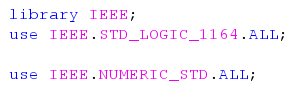 library IEEE;
use IEEE.STD_LOGIC_1164.ALL;
use IEEE.NUMERIC_STD.ALL;